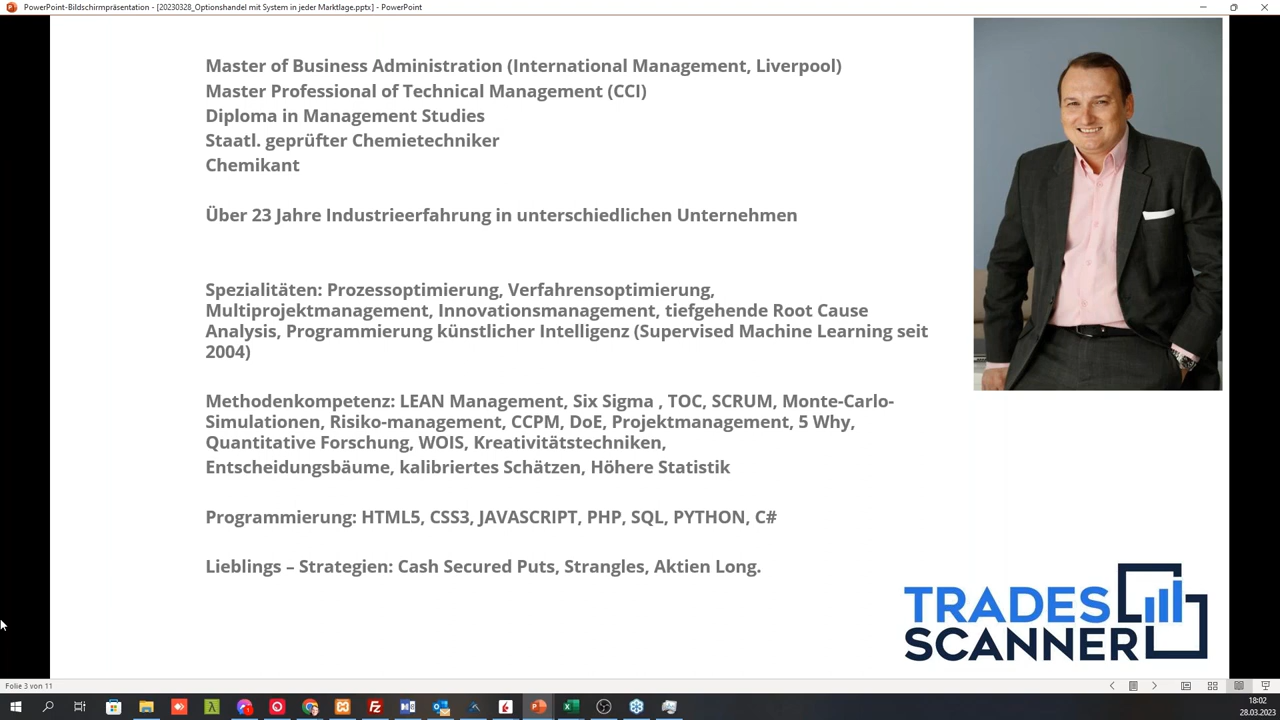 PowerPoint-Bildschirmpräsentation - [20230328_Optionshandel mit System in jeder Marktlage.pptx] - PowerPoint
Master of Business Administration (International Management, Liverpool)
Master Professional of Technical Management (CCI)
Diploma in Management Studies
Staatl. geprüfter Chemietechniker
Chemikant
Über 23 Jahre Industrieerfahrung in unterschiedlichen Unternehmen
Spezialitäten: Prozessoptimierung, Verfahrensoptimierung,
Multiprojektmanagement, Innovationsmanagement, tiefgehende Root Cause
Analysis, Programmierung künstlicher Intelligenz (Supervised Machine Learning seit
2004)
Methodenkompetenz: LEAN Management, Six Sigma , TOC, SCRUM, Monte-Carlo-
Simulationen, Risiko-management, CCPM, DoE, Projektmanagement, 5 Why,
Quantitative Forschung, WOIS, Kreativitätstechniken,
Entscheidungsbäume, kalibriertes Schätzen, Höhere Statistik
Programmierung: HTML5, CSS3, JAVASCRIPT, PHP, SQL, PYTHON, C#
Lieblings – Strategien: Cash Secured Puts, Strangles, Aktien Long.
TRADES
SCANNER
Folie 3 von 11
18:02
28.03.2023